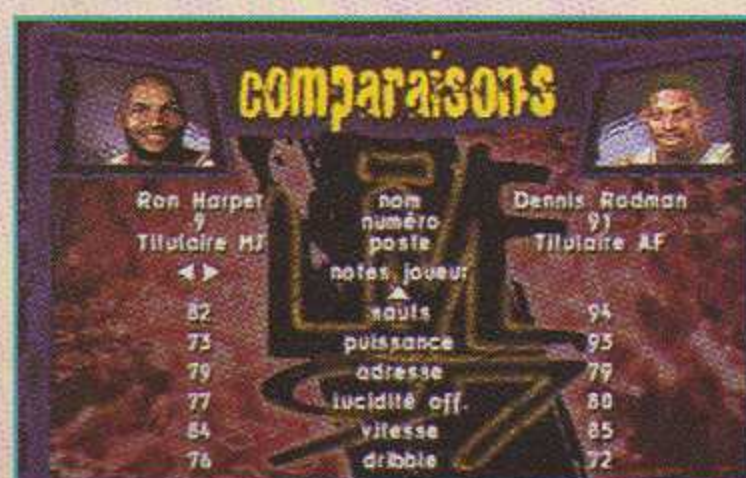 comparaisons
Ron Harper nom Dennis Rodman
9 numéro 91
Titulaire MJ poste Titulaire AF
notes joueur
82 sauts 94
73 puissance 93
79 adresse 79
77 lucidité off. 80
84 vitesse 85
76 dribble 72